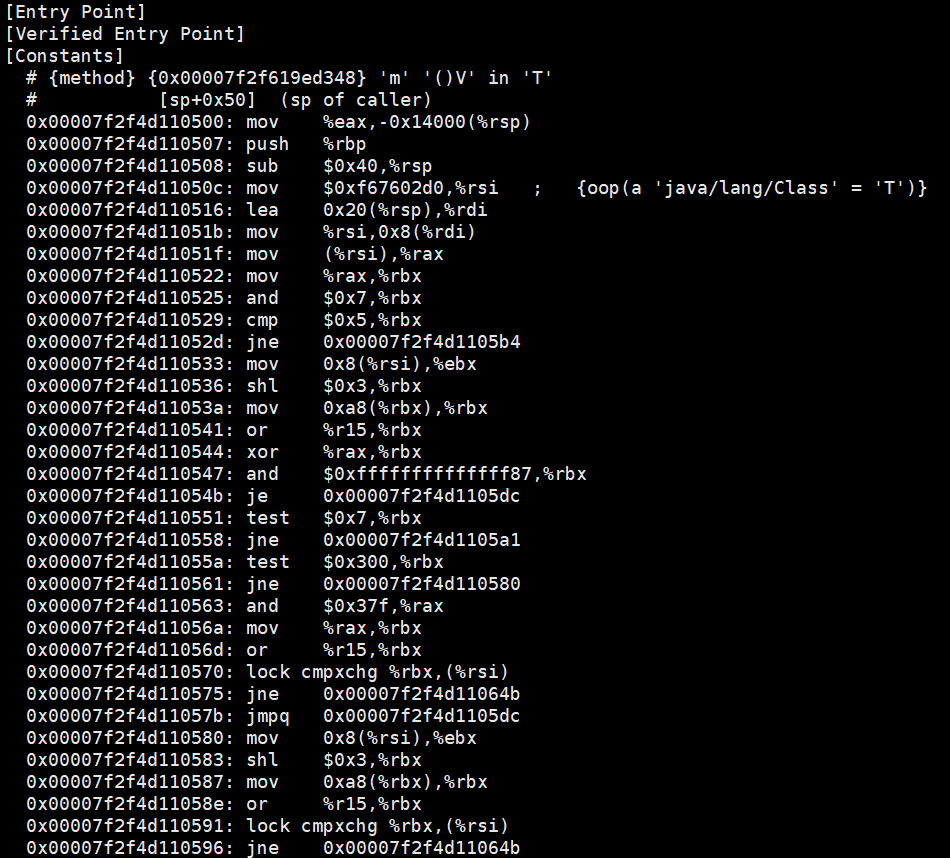 [Entry Point]
[Verified Entry Point]
[Constants]
  # {method} {0x00007f2f619ed348} 'm' '()V' in 'T'
  #           [sp+0x50]  (sp of caller)
  0x00007f2f4d110500: mov    %eax,-0x14000(%rsp)
  0x00007f2f4d110507: push   %rbp
  0x00007f2f4d110508: sub    $0x40,%rsp
  0x00007f2f4d11050c: mov    $0xf67602d0,%rsi   ;   {oop(a 'java/lang/Class' = 'T')}
  0x00007f2f4d110516: lea    0x20(%rsp),%rdi
  0x00007f2f4d11051b: mov    %rsi,0x8(%rdi)
  0x00007f2f4d11051f: mov    (%rsi),%rax
  0x00007f2f4d110522: mov    %rax,%rbx
  0x00007f2f4d110525: and    $0x7,%rbx
  0x00007f2f4d110529: cmp    $0x5,%rbx
  0x00007f2f4d11052d: jne    0x00007f2f4d1105b4
  0x00007f2f4d110533: mov    0x8(%rsi),%ebx
  0x00007f2f4d110536: shl    $0x3,%rbx
  0x00007f2f4d11053a: mov    0xa8(%rbx),%rbx
  0x00007f2f4d110541: or     %r15,%rbx
  0x00007f2f4d110544: xor    %rax,%rbx
  0x00007f2f4d110547: and    $0xffffffffffffff87,%rbx
  0x00007f2f4d11054b: je     0x00007f2f4d1105dc
  0x00007f2f4d110551: test   $0x7,%rbx
  0x00007f2f4d110558: jne    0x00007f2f4d1105a1
  0x00007f2f4d11055a: test   $0x300,%rbx
  0x00007f2f4d110561: jne    0x00007f2f4d110580
  0x00007f2f4d110563: and    $0x37f,%rax
  0x00007f2f4d11056a: mov    %rax,%rbx
  0x00007f2f4d11056d: or     %r15,%rbx
  0x00007f2f4d110570: lock cmpxchg %rbx,(%rsi)
  0x00007f2f4d110575: jne    0x00007f2f4d11064b
  0x00007f2f4d11057b: jmpq   0x00007f2f4d1105dc
  0x00007f2f4d110580: mov    0x8(%rsi),%ebx
  0x00007f2f4d110583: shl    $0x3,%rbx
  0x00007f2f4d110587: mov    0xa8(%rbx),%rbx
  0x00007f2f4d11058e: or     %r15,%rbx
  0x00007f2f4d110591: lock cmpxchg %rbx,(%rsi)
  0x00007f2f4d110596: jne    0x00007f2f4d11064b